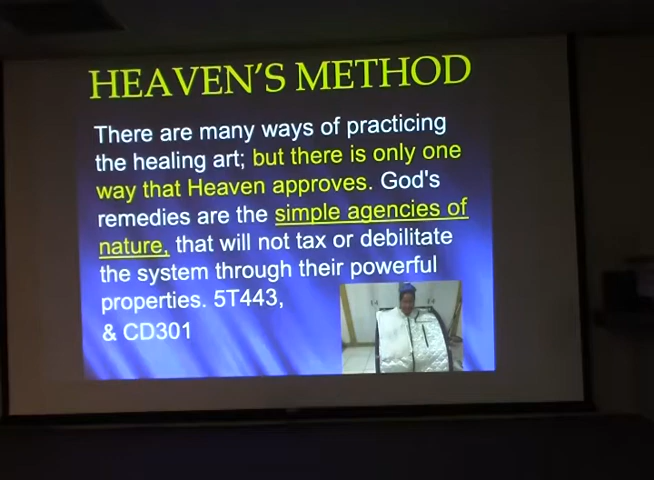 HEAVEN'S METHOD
There are many ways of practicing
the healing art; but there is only one
way that Heaven approves. God's
remedies are the simple agencies of
nature, that will not tax or debilitate
the system through their powerful
properties. 5T443,
& CD301